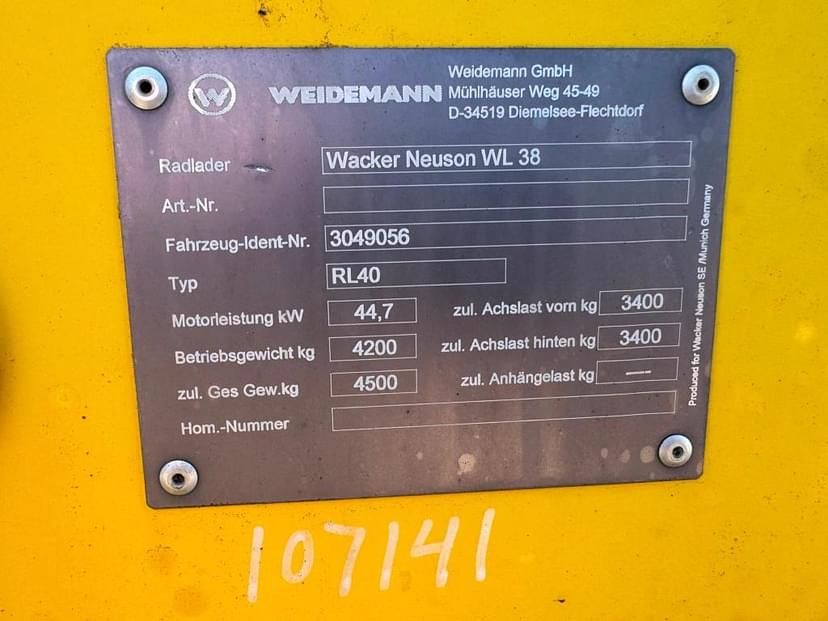 W WEIDEMANN
Weidemann GmbH
Mühlhäuser Weg 45-49
D-34519 Diemelsee-Flechtdorf
Radlader Wacker Neuson WL 38
Art.-Nr.
Fahrzeug-Ident-Nr. 3049056
Typ RL40
Motorleistung kW 44,7 zul. Achslast vorn kg 3400
Betriebsgewicht kg 4200 zul. Achslast hinten kg 3400
zul. Ges Gew.kg 4500 zul. Anhängelast kg -----
Hom.-Nummer
Produced for Wacker Neuson SE /Munich Germany
107141